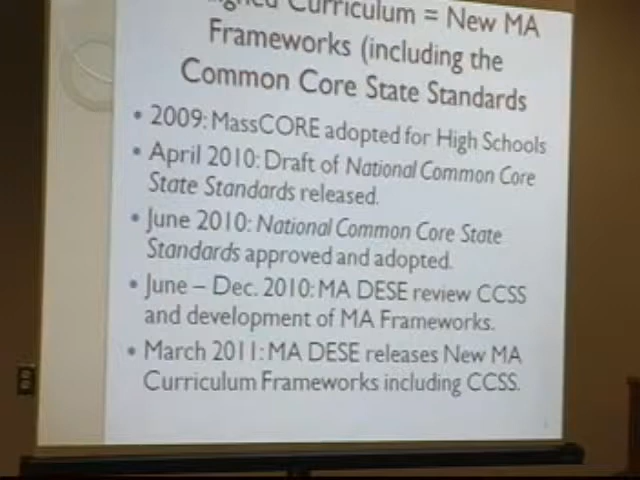 Curriculum = New MA
Frameworks (including the
Common Core State Standards
• 2009: MassCORE adopted for High Schools
• April 2010: Draft of National Common Core
State Standards released.
• June 2010: National Common Core State
Standards approved and adopted.
• June – Dec. 2010: MA DESE review CCSS
and development of MA Frameworks.
• March 2011: MA DESE releases New MA
Curriculum Frameworks including CCSS.